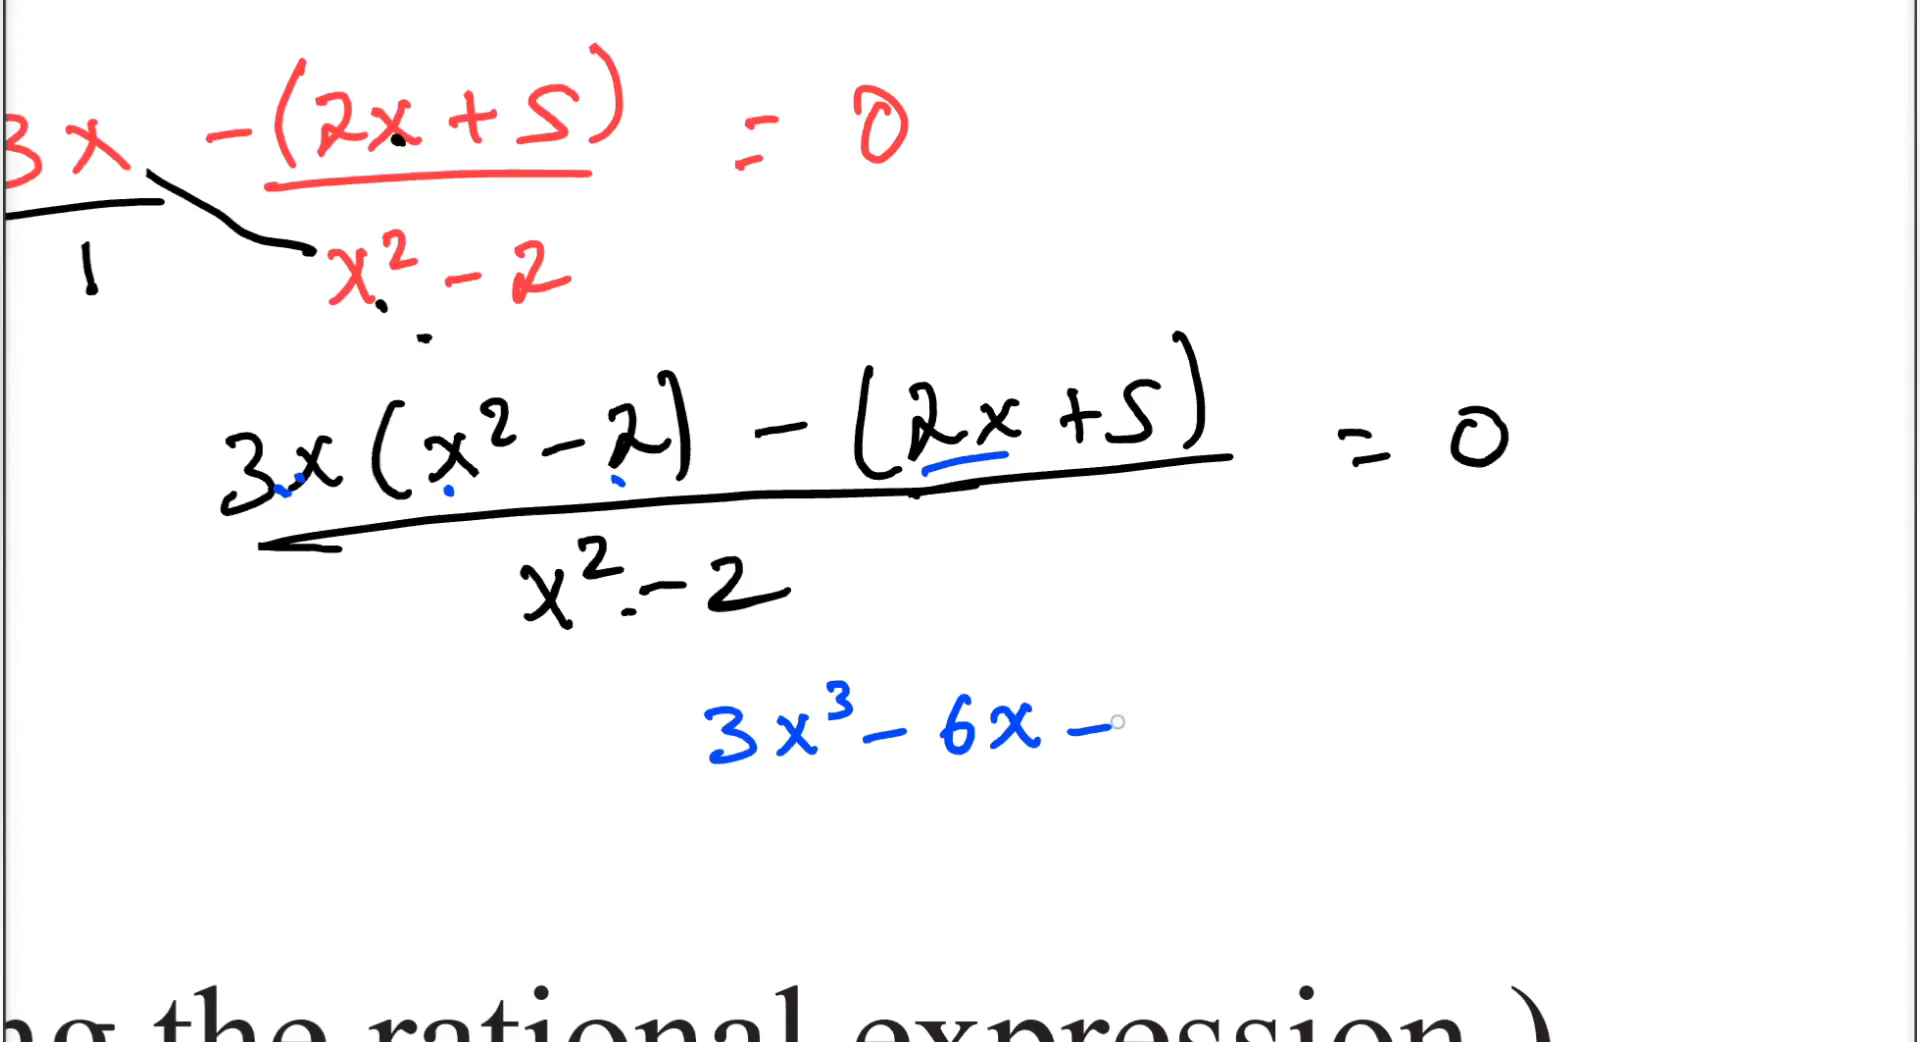 3x -(2x+5) = 0
1 x² - 2
3x(x² - 2) - (2x+5) = 0
x² - 2
3x³ - 6x -
the rational expression.)